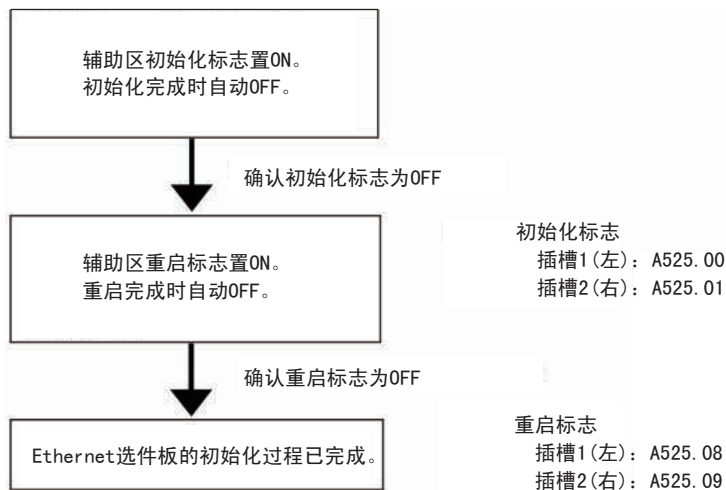 辅助区初始化标志置ON。
初始化完成时自动OFF。
确认初始化标志为OFF
辅助区重启标志置ON。
重启完成时自动OFF。
初始化标志
插槽1(左): A525.00
插槽2(右): A525.01
确认重启标志为OFF
Ethernet选件板的初始化过程已完成。
重启标志
插槽1(左): A525.08
插槽2(右): A525.09